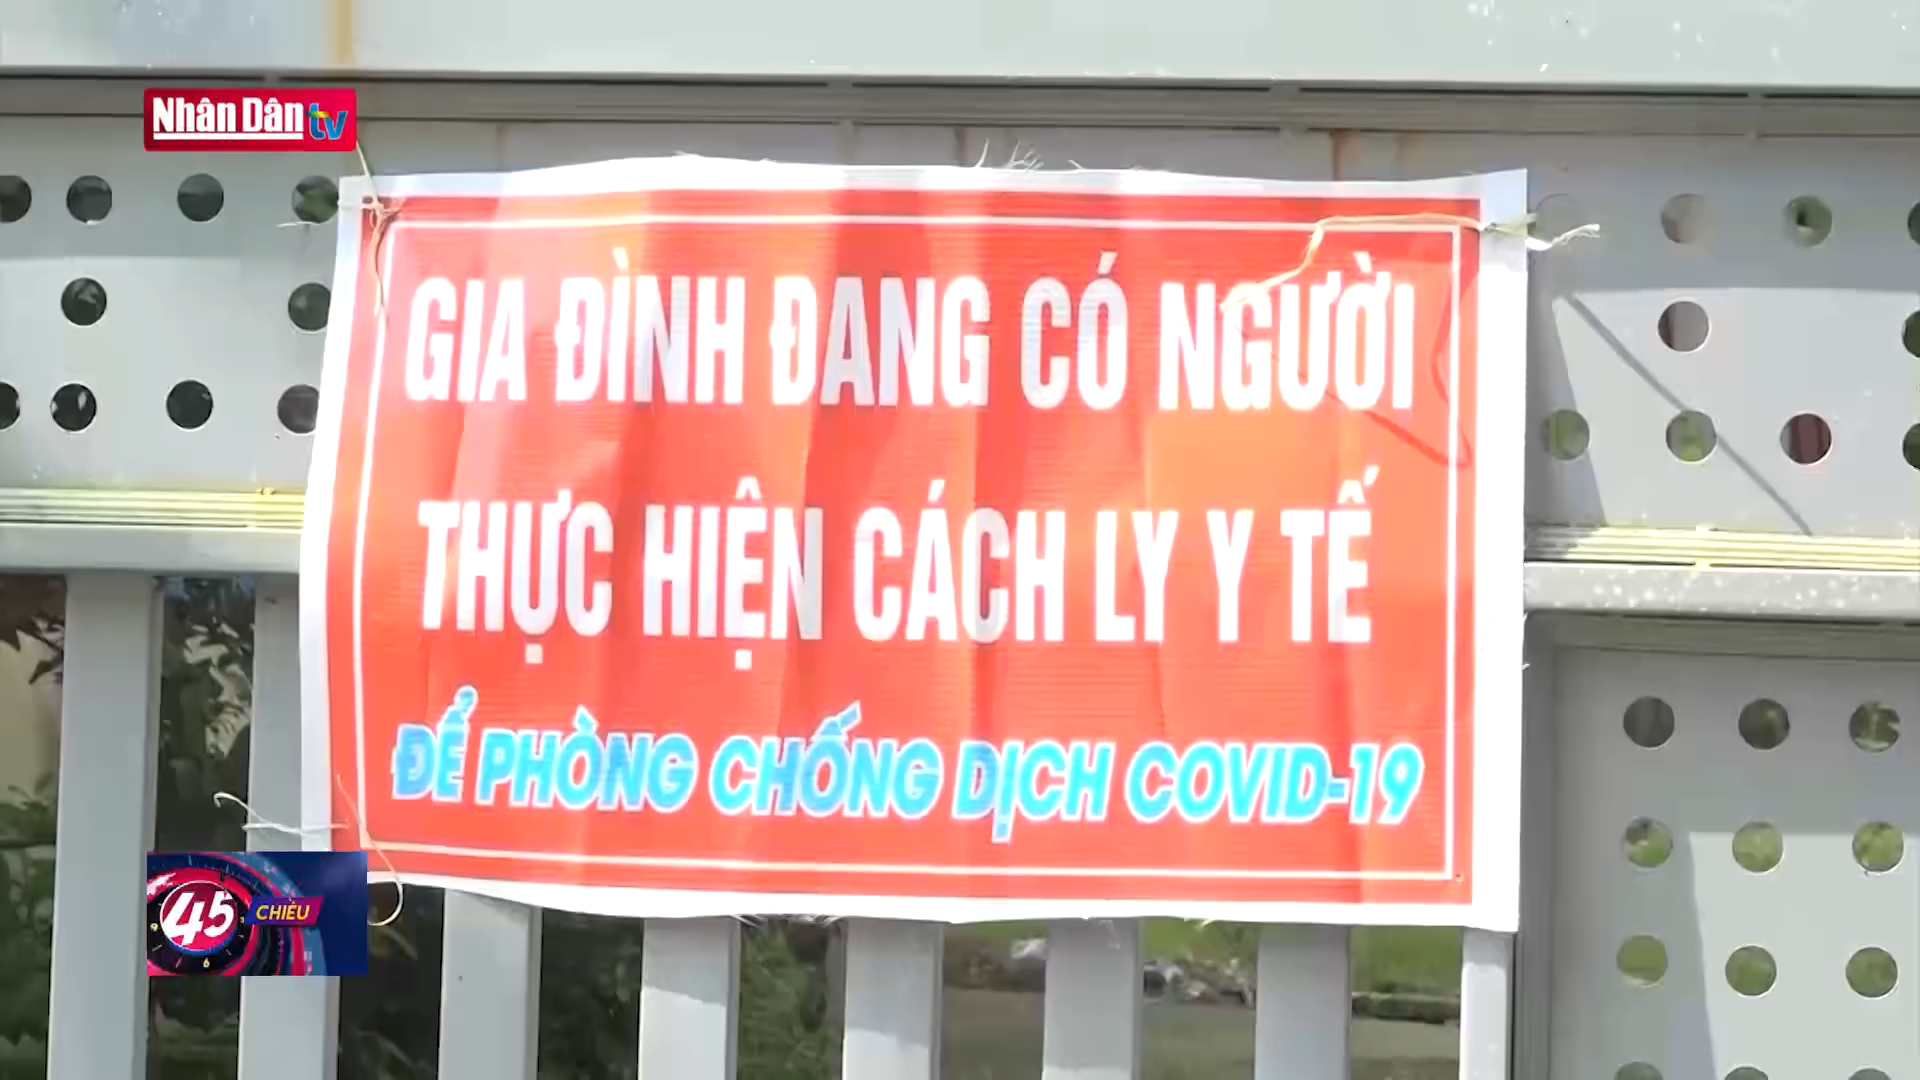 Nhân Dân tv
GIA ĐÌNH ĐANG CÓ NGƯỜI
THỰC HIỆN CÁCH LY Y TẾ
ĐỂ PHÒNG CHỐNG DỊCH COVID-19
45 CHIỀU